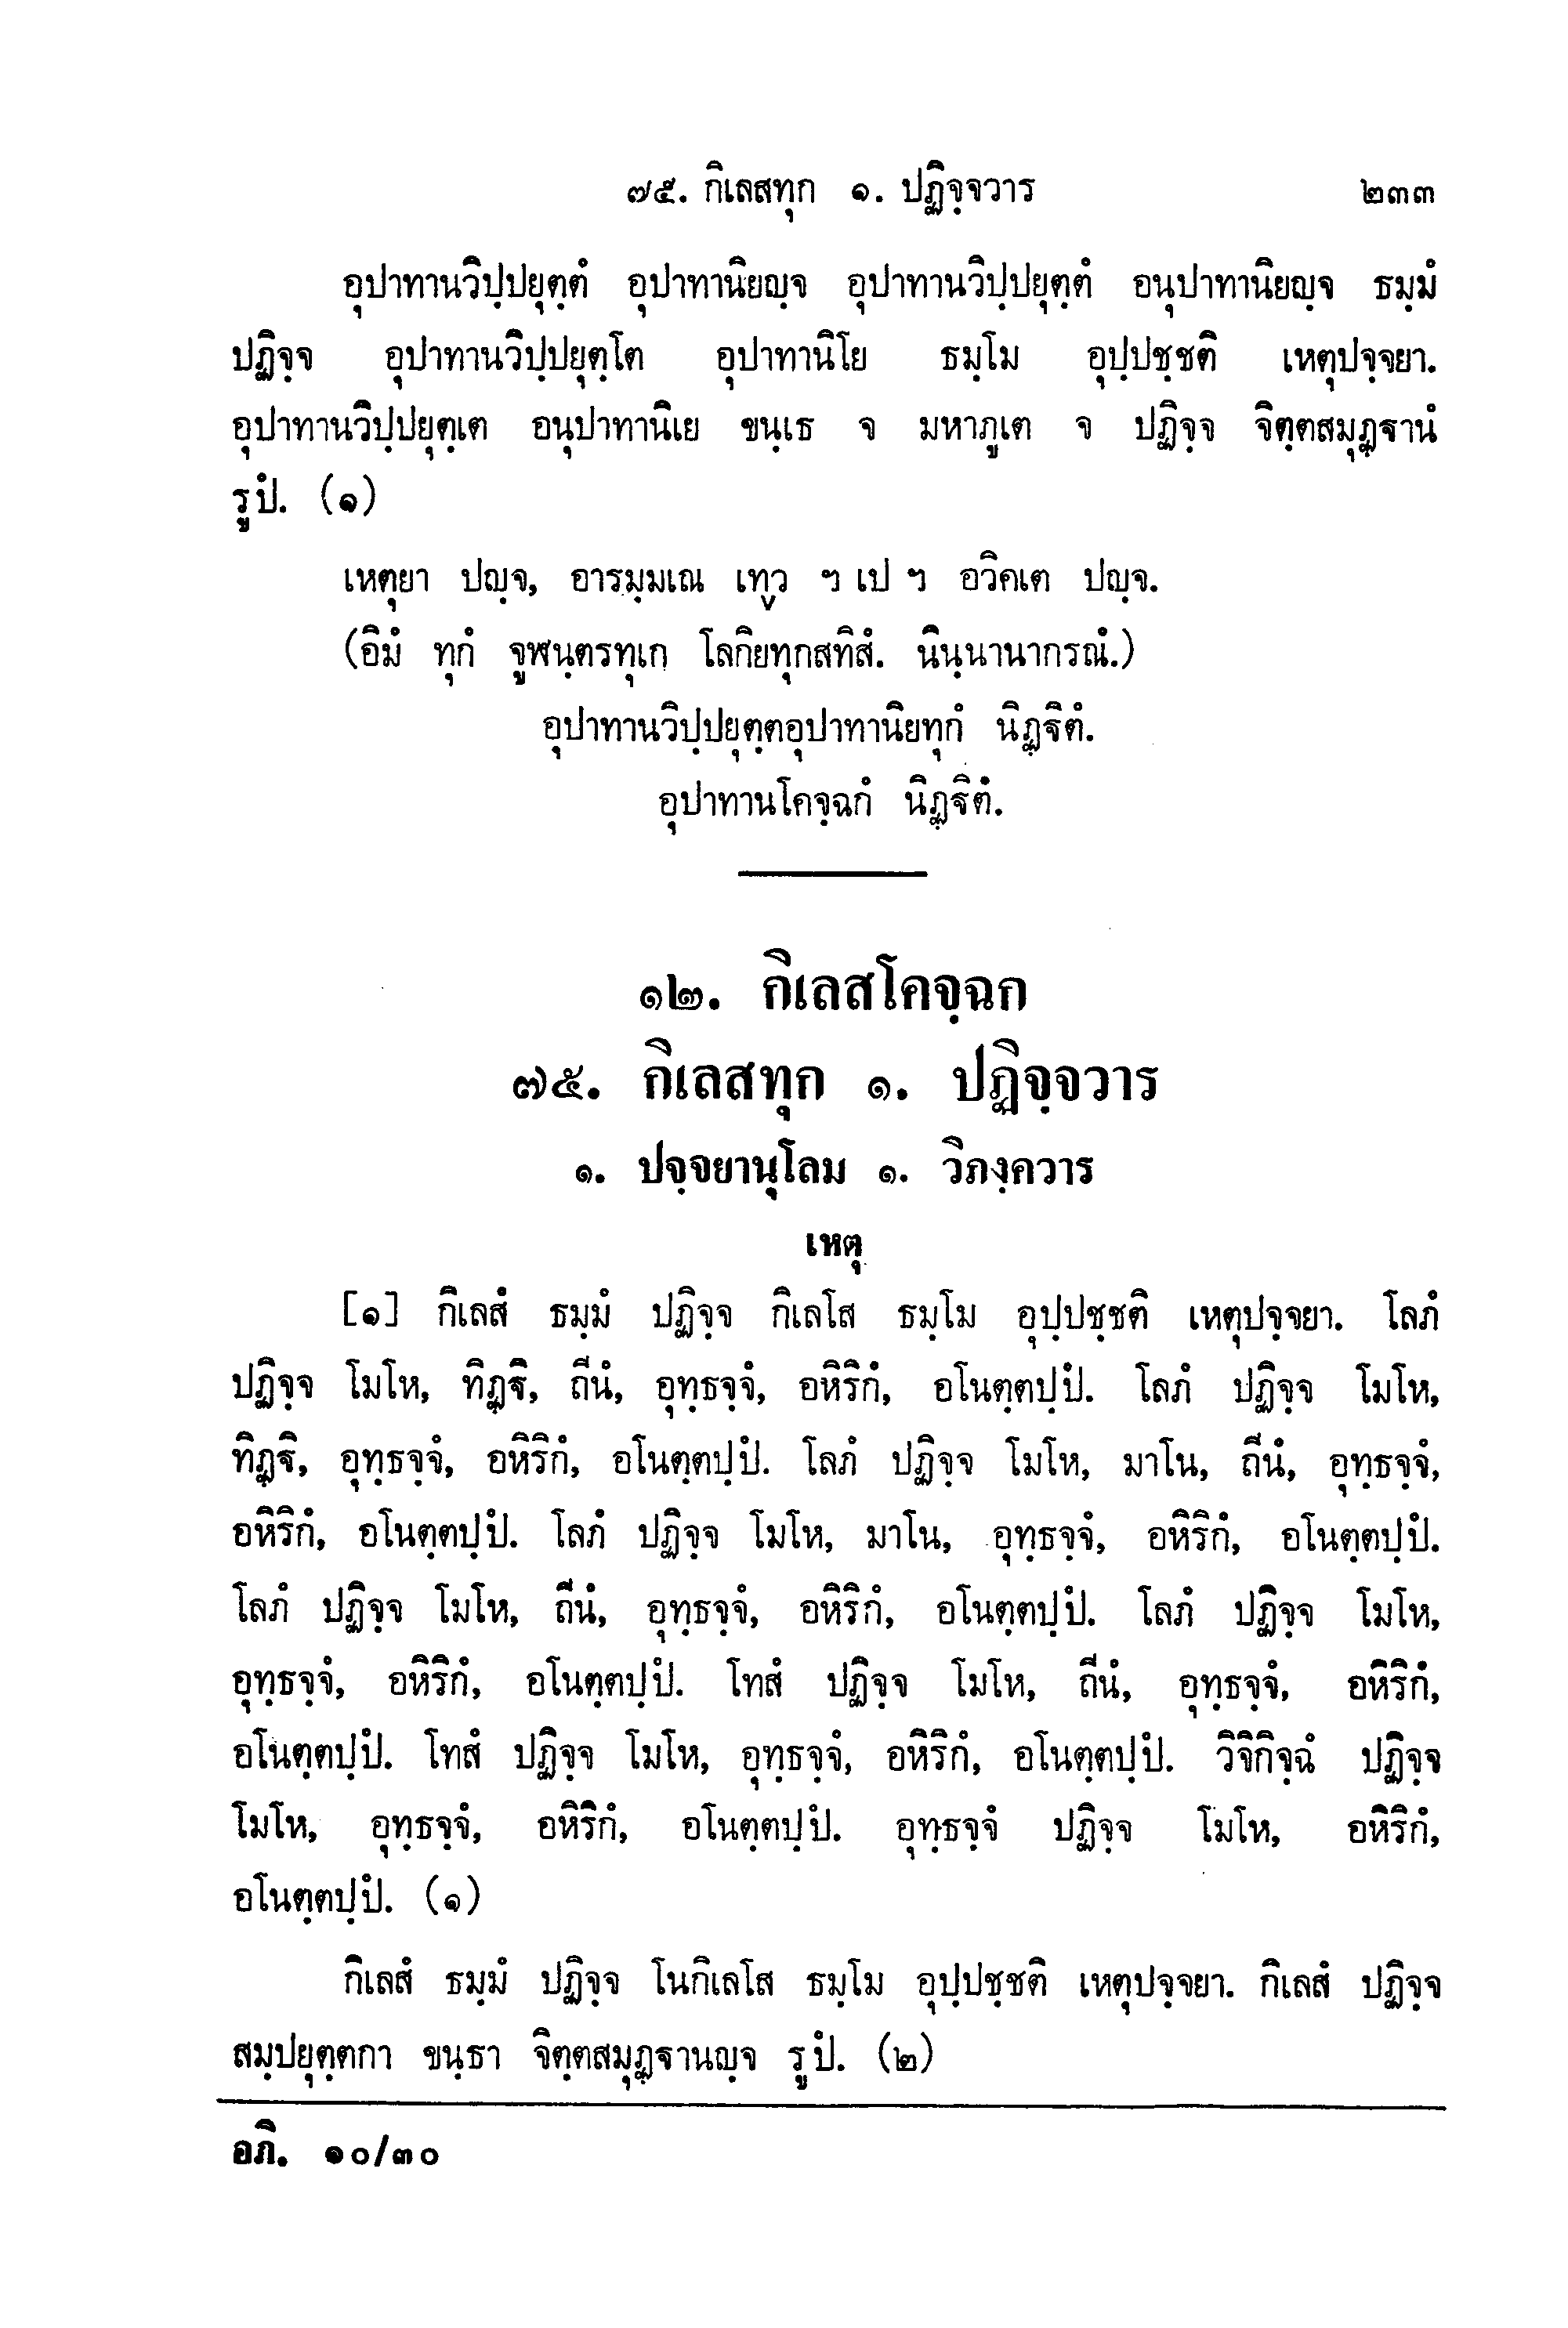 ๗๕. กิเลสทุก ๑. ปฏิจฺจวาร ๒๓๓
อุปาทานวิปฺปยุตฺตํ อุปาทานิยญฺจ อุปาทานวิปฺปยุตฺตํ อนุปาทานิยญฺจ ธมฺมํ
ปฏิจฺจ อุปาทานวิปฺปยุตฺโต อุปาทานิโย ธมฺโม อุปฺปชฺชติ เหตุปจฺจยา.
อุปาทานวิปฺปยุตฺเต อนุปาทานิเย ขนฺเธ จ มหาภูเต จ ปฏิจฺจ จิตฺตสมุฏฺฐานํ
รูปํ. (๑)
เหตุยา ปญฺจ, อารมฺมเณ เทฺว ฯ เป ฯ อวิคเต ปญฺจ.
(อิมํ ทุกํ จูฬนฺตรทุเก โลกิยทุกสทิสํ. นินฺนานากรณํ.)
อุปาทานวิปฺปยุตฺตอุปาทานิยทุกํ นิฏฺฐิตํ.
อุปาทานโคจฺฉกํ นิฏฺฐิตํ.
๑๒. กิเลสโคจฺฉก
๗๕. กิเลสทุก ๑. ปฏิจฺจวาร
๑. ปจฺจยานุโลม ๑. วิภงฺควาร
เหตุ
[๑] กิเลสํ ธมฺมํ ปฏิจฺจ กิเลโส ธมฺโม อุปฺปชฺชติ เหตุปจฺจยา. โลภํ
ปฏิจฺจ โมโห, ทิฏฺฐิ, ถีนํ, อุทฺธจฺจํ, อหิริกํ, อโนตฺตปฺปํ. โลภํ ปฏิจฺจ โมโห,
ทิฏฺฐิ, อุทฺธจฺจํ, อหิริกํ, อโนตฺตปฺปํ. โลภํ ปฏิจฺจ โมโห, มาโน, ถีนํ, อุทฺธจฺจํ,
อหิริกํ, อโนตฺตปฺปํ. โลภํ ปฏิจฺจ โมโห, มาโน, อุทฺธจฺจํ, อหิริกํ, อโนตฺตปฺปํ.
โลภํ ปฏิจฺจ โมโห, ถีนํ, อุทฺธจฺจํ, อหิริกํ, อโนตฺตปฺปํ. โลภํ ปฏิจฺจ โมโห,
อุทฺธจฺจํ, อหิริกํ, อโนตฺตปฺปํ. โทสํ ปฏิจฺจ โมโห, ถีนํ, อุทฺธจฺจํ, อหิริกํ,
อโนตฺตปฺปํ. โทสํ ปฏิจฺจ โมโห, อุทฺธจฺจํ, อหิริกํ, อโนตฺตปฺปํ. วิจิกิจฺฉํ ปฏิจฺจ
โมโห, อุทฺธจฺจํ, อหิริกํ, อโนตฺตปฺปํ. อุทฺธจฺจํ ปฏิจฺจ โมโห, อหิริกํ,
อโนตฺตปฺปํ. (๑)
กิเลสํ ธมฺมํ ปฏิจฺจ โนกิเลโส ธมฺโม อุปฺปชฺชติ เหตุปจฺจยา. กิเลสํ ปฏิจฺจ
สมฺปยุตฺตกา ขนฺธา จิตฺตสมุฏฺฐานญฺจ รูปํ. (๒)
อภิ. ๑๐/๓๐